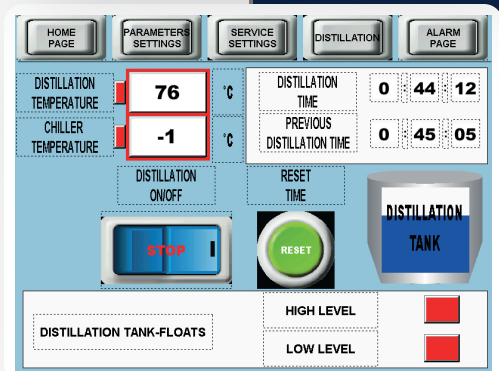 HOME
PAGE
PARAMETERS
SETTINGS
SERVICE
SETTINGS
DISTILLATION
ALARM
PAGE
DISTILLATION
TEMPERATURE
76
°C
DISTILLATION
TIME
0 : 44 : 12
CHILLER
TEMPERATURE
-1
°C
PREVIOUS
DISTILLATION TIME
0 : 45 : 05
DISTILLATION
ON/OFF
RESET
TIME
STOP
RESET
DISTILLATION
TANK
DISTILLATION TANK-FLOATS
HIGH LEVEL
LOW LEVEL